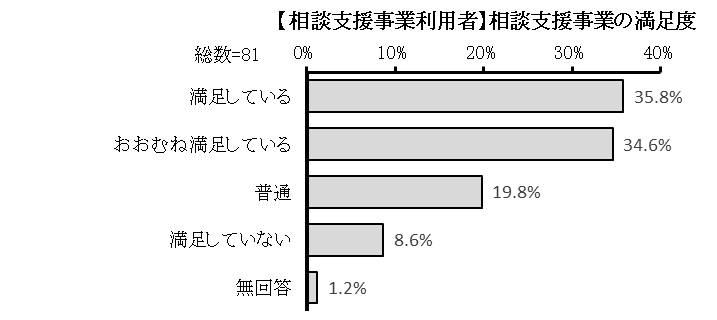 【相談支援事業利用者】相談支援事業の満足度
総数=81 0% 10% 20% 30% 40%
満足している 35.8%
おおむね満足している 34.6%
普通 19.8%
満足していない 8.6%
無回答 1.2%